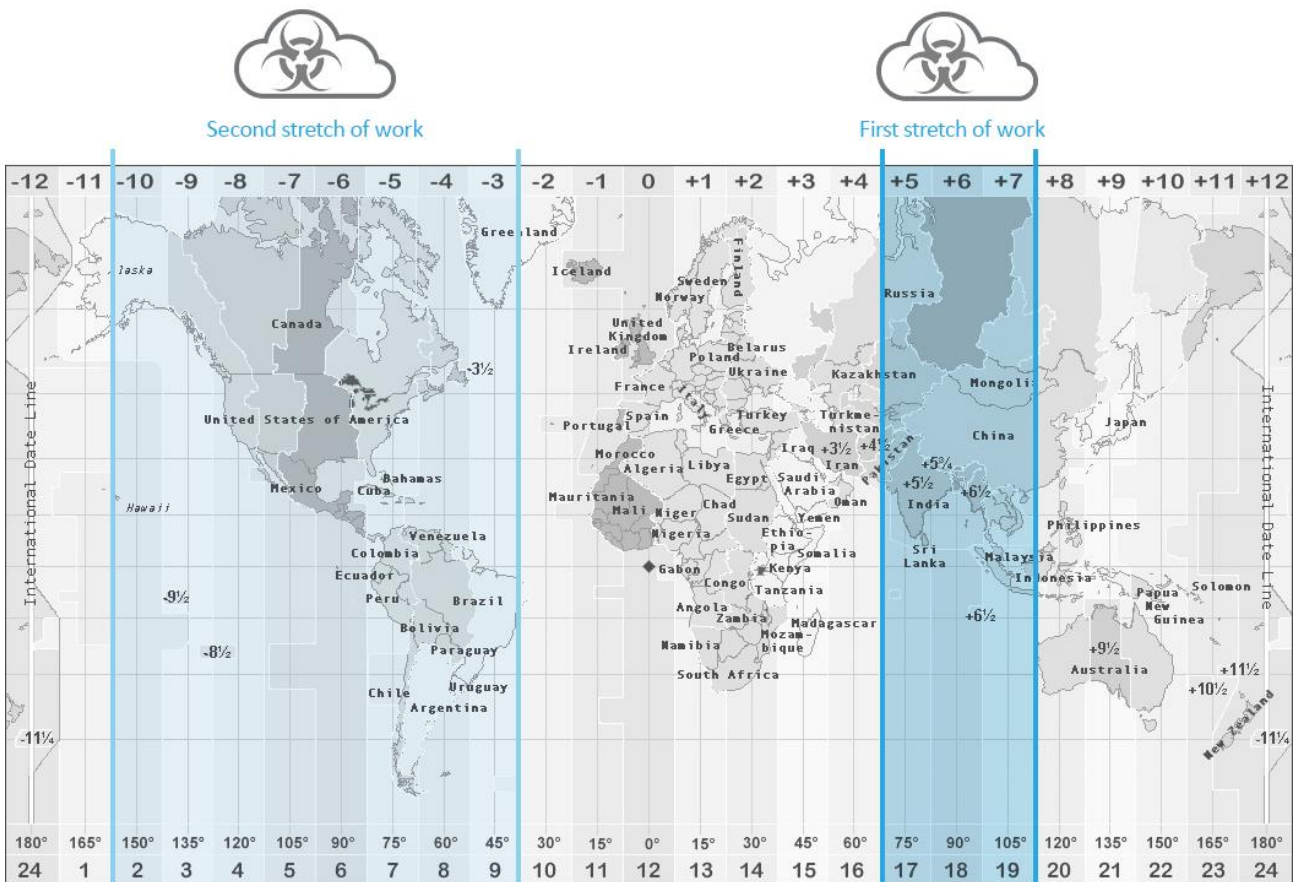 Second stretch of work
First stretch of work
-12 -11 -10 -9 -8 -7 -6 -5 -4 -3 -2 -1 0 +1 +2 +3 +4 +5 +6 +7 +8 +9 +10 +11 +12
Greenland
Finland
laska
Iceland
Sweden
Norway
Russia
Canada
United
Kingdom
Ireland
Belarus
Poland
Ukraine
-3½
Kazakhstan
Mongoli
France
Italy
International Date Line
International Date Line
United States of America
Spain
Portugal
Turkey
Greece
Turkme-
nistan
Japan
China
Morocco
Algeria
Libya
Iraq
+3½
+4½
Iran
Pakistan
+5¾
Egypt
Saudi
Arabia
+5½
+6½
Mexico
Bahamas
Cuba
Hawaii
Mauritania
Mali
Niger
Chad
Sudan
Oman
Yemen
India
Philippines
Venezuela
Colombia
Nigeria
Ethio-
pia
Somalia
Sri
Lanka
Malaysia
Indonesia
Ecuador
Gabon
Congo
Kenya
Tanzania
Papua
New
Guinea
Solomon
-9½
Peru
Brazil
Angola
Zambia
Madagascar
+6½
Bolivia
Mozam-
bique
-8½
Paraguay
Namibia
+9½
Australia
South Africa
Uruguay
Chile
Argentina
+11½
+10½
New Zealand
-11¼
-11¼
180° 165° 150° 135° 120° 105° 90° 75° 60° 45° 30° 15° 0° 15° 30° 45° 60° 75° 90° 105° 120° 135° 150° 165° 180°
24 1 2 3 4 5 6 7 8 9 10 11 12 13 14 15 16 17 18 19 20 21 22 23 24